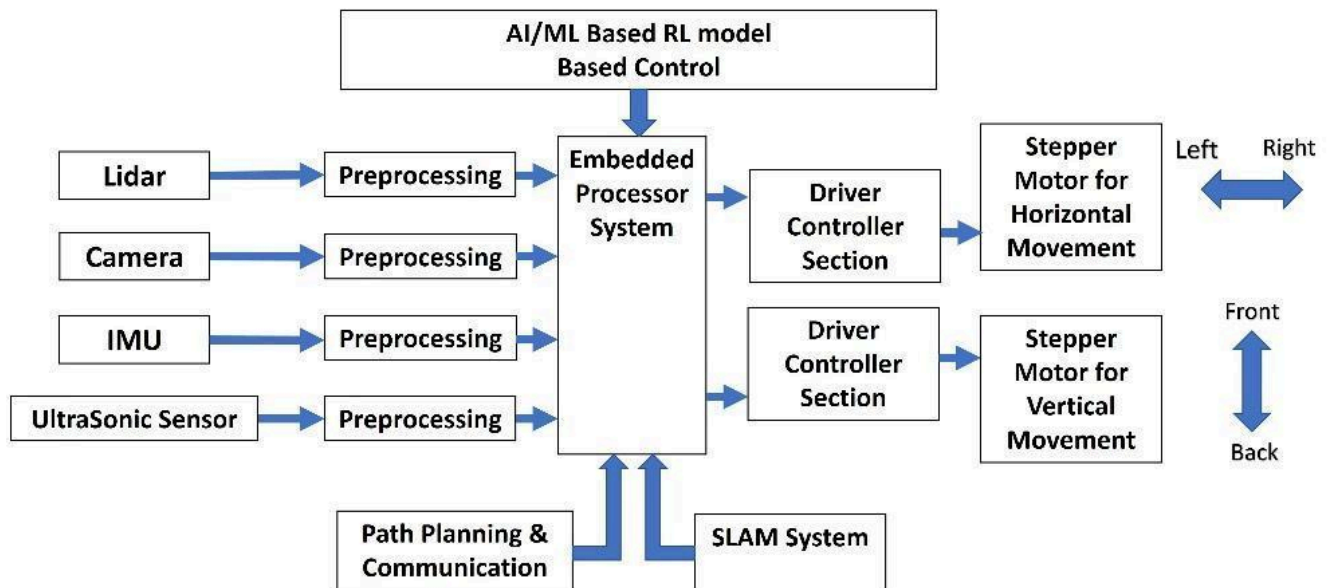 AI/ML Based RL model
Based Control
Lidar
Preprocessing
Camera
Preprocessing
IMU
Preprocessing
UltraSonic Sensor
Preprocessing
Embedded
Processor
System
Driver
Controller
Section
Stepper
Motor for
Horizontal
Movement
Left
Right
Driver
Controller
Section
Stepper
Motor for
Vertical
Movement
Front
Back
Path Planning &
Communication
SLAM System